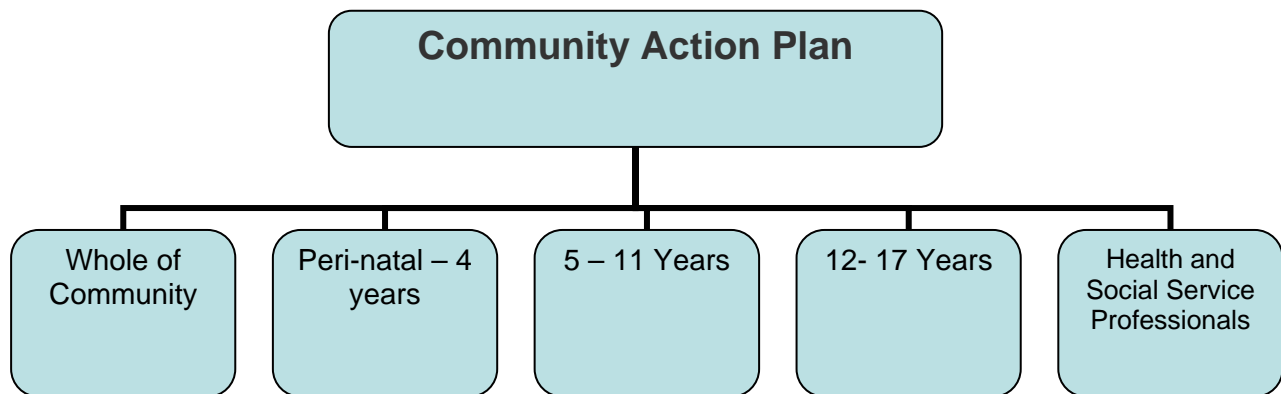 Community Action Plan
Whole of
Community
Peri-natal – 4
years
5 – 11 Years
12- 17 Years
Health and
Social Service
Professionals